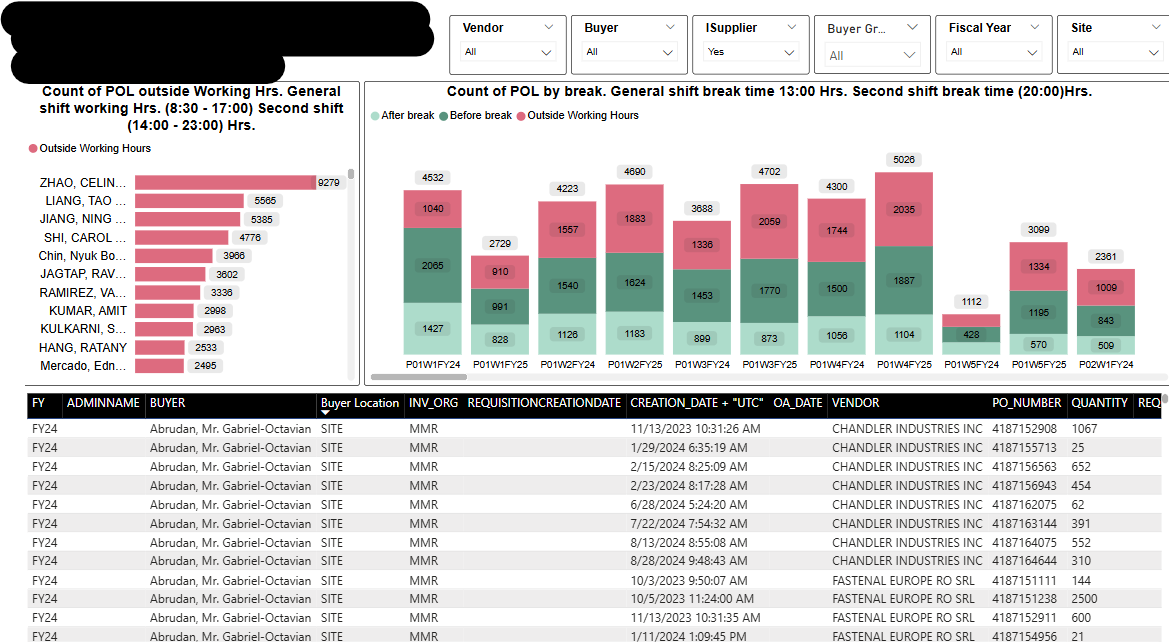 Vendor
All
Buyer
All
ISupplier
Yes
Buyer Gr...
All
Fiscal Year
All
Site
All
Count of POL outside Working Hrs. General
shift working Hrs. (8:30 - 17:00) Second shift
(14:00 - 23:00) Hrs.
Outside Working Hours
ZHAO, CELIN... 9279
LIANG, TAO ... 5565
JIANG, NING ... 5385
SHI, CAROL ... 4776
Chin, Nyuk Bo... 3966
JAGTAP, RAV... 3602
RAMIREZ, VA... 3336
KUMAR, AMIT 2998
KULKARNI, S... 2963
HANG, RATANY 2533
Mercado, Edn... 2495
Count of POL by break. General shift break time 13:00 Hrs. Second shift break time (20:00)Hrs.
After break Before break Outside Working Hours
4532 2729 4223 4690 3688 4702 4300 5026 1112 3099 2361
1040 910 1557 1883 1336 2059 1744 2035 1334 1009
2065 991 1540 1624 1453 1770 1500 1887 428 1195 843
1427 828 1126 1183 899 873 1056 1104 570 509
P01W1FY24 P01W1FY25 P01W2FY24 P01W2FY25 P01W3FY24 P01W3FY25 P01W4FY24 P01W4FY25 P01W5FY24 P01W5FY25 P02W1FY24
FY ADMINNAME BUYER Buyer Location INV_ORG REQUISITIONCREATIONDATE CREATION_DATE + "UTC" OA_DATE VENDOR PO_NUMBER QUANTITY REQ
FY24 Abrudan, Mr. Gabriel-Octavian SITE MMR 11/13/2023 10:31:26 AM CHANDLER INDUSTRIES INC 4187152908 1067
FY24 Abrudan, Mr. Gabriel-Octavian SITE MMR 1/29/2024 6:35:19 AM CHANDLER INDUSTRIES INC 4187155713 25
FY24 Abrudan, Mr. Gabriel-Octavian SITE MMR 2/15/2024 8:25:09 AM CHANDLER INDUSTRIES INC 4187156563 652
FY24 Abrudan, Mr. Gabriel-Octavian SITE MMR 2/23/2024 8:17:28 AM CHANDLER INDUSTRIES INC 4187156943 454
FY24 Abrudan, Mr. Gabriel-Octavian SITE MMR 6/28/2024 5:24:20 AM CHANDLER INDUSTRIES INC 4187162075 62
FY24 Abrudan, Mr. Gabriel-Octavian SITE MMR 7/22/2024 7:54:32 AM CHANDLER INDUSTRIES INC 4187163144 391
FY24 Abrudan, Mr. Gabriel-Octavian SITE MMR 8/13/2024 8:55:08 AM CHANDLER INDUSTRIES INC 4187164075 552
FY24 Abrudan, Mr. Gabriel-Octavian SITE MMR 8/28/2024 9:48:43 AM CHANDLER INDUSTRIES INC 4187164644 310
FY24 Abrudan, Mr. Gabriel-Octavian SITE MMR 10/3/2023 9:50:07 AM FASTENAL EUROPE RO SRL 4187151111 144
FY24 Abrudan, Mr. Gabriel-Octavian SITE MMR 10/5/2023 11:24:00 AM FASTENAL EUROPE RO SRL 4187151238 2500
FY24 Abrudan, Mr. Gabriel-Octavian SITE MMR 11/13/2023 10:31:35 AM FASTENAL EUROPE RO SRL 4187152911 600
FY24 Abrudan, Mr. Gabriel-Octavian SITE MMR 1/11/2024 1:09:45 PM FASTENAL EUROPE RO SRL 4187154956 21